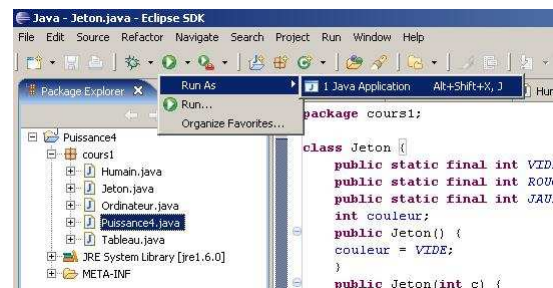 Java - Jeton.java - Eclipse SDK
File Edit Source Refactor Navigate Search Project Run Window Help
Package Explorer
Run As
1 Java Application Alt+Shift+X, J
Run...
Organize Favorites...
Puissance4
cours1
Humain.java
Jeton.java
Ordinateur.java
Puissance4.java
Tableau.java
JRE System Library [jre1.6.0]
META-INF
package cours1;
class Jeton {
public static final int
public static final int
public static final int
int couleur;
public Jeton() {
couleur = VIDE;
}
public Jeton(int c) {